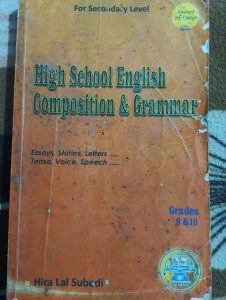 For Secondary Level
Revised
High School English
Composition & Grammar
Essays, Stories, Letters .....
Tense, Voice, Speech .....
Grades
9 &10
Hira Lal Subedi